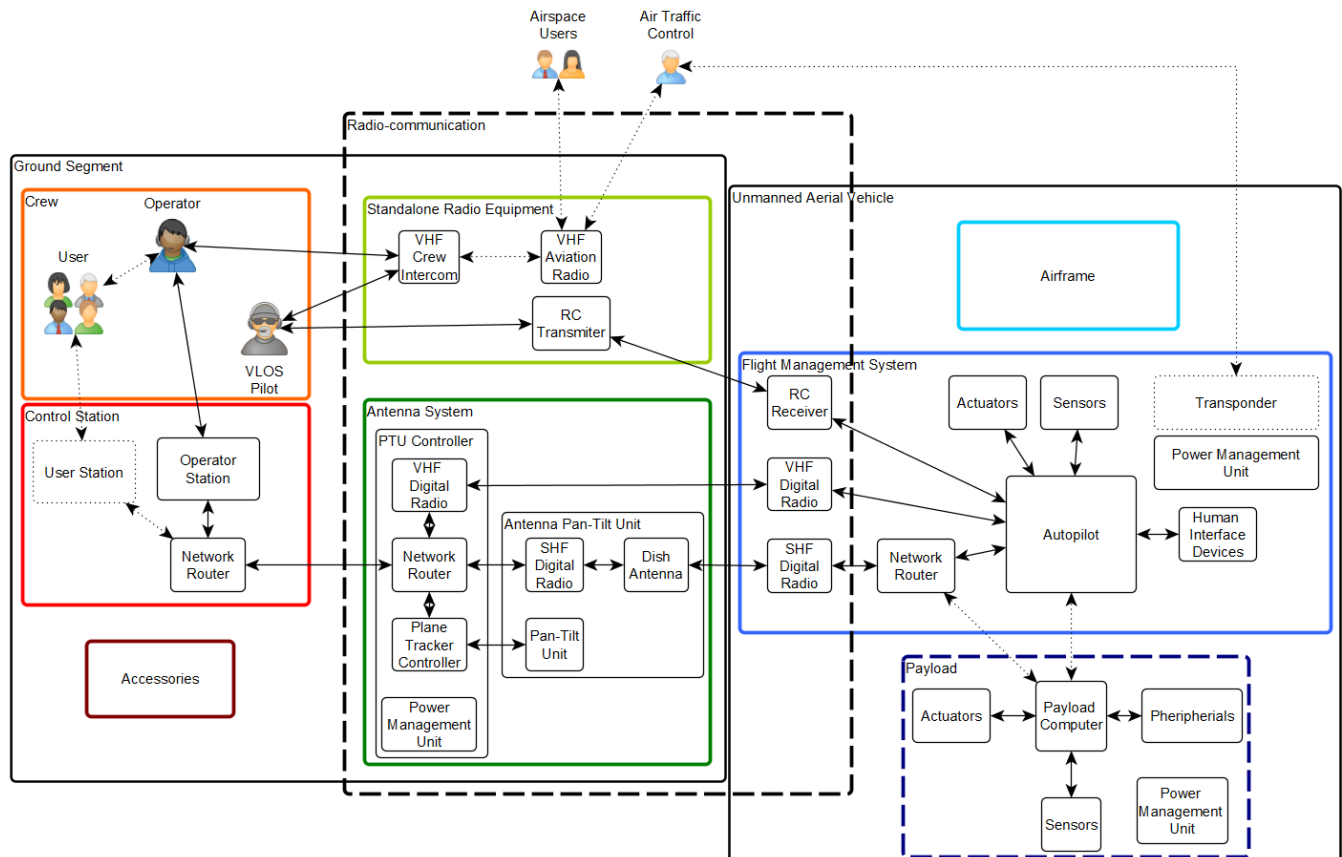 Airspace
Users
Air Traffic
Control
Radio-communication
Ground Segment
Crew
Operator
User
VLOS
Pilot
Standalone Radio Equipment
VHF
Crew
Intercom
VHF
Aviation
Radio
RC
Transmiter
Control Station
User Station
Operator
Station
Network
Router
Accessories
Antenna System
PTU Controller
VHF
Digital
Radio
Network
Router
Plane
Tracker
Controller
Power
Management
Unit
Antenna Pan-Tilt Unit
SHF
Digital
Radio
Dish
Antenna
Pan-Tilt
Unit
Unmanned Aerial Vehicle
Airframe
Flight Management System
RC
Receiver
VHF
Digital
Radio
SHF
Digital
Radio
Network
Router
Actuators
Sensors
Autopilot
Transponder
Power Management
Unit
Human
Interface
Devices
Payload
Actuators
Payload
Computer
Pheripherials
Sensors
Power
Management
Unit